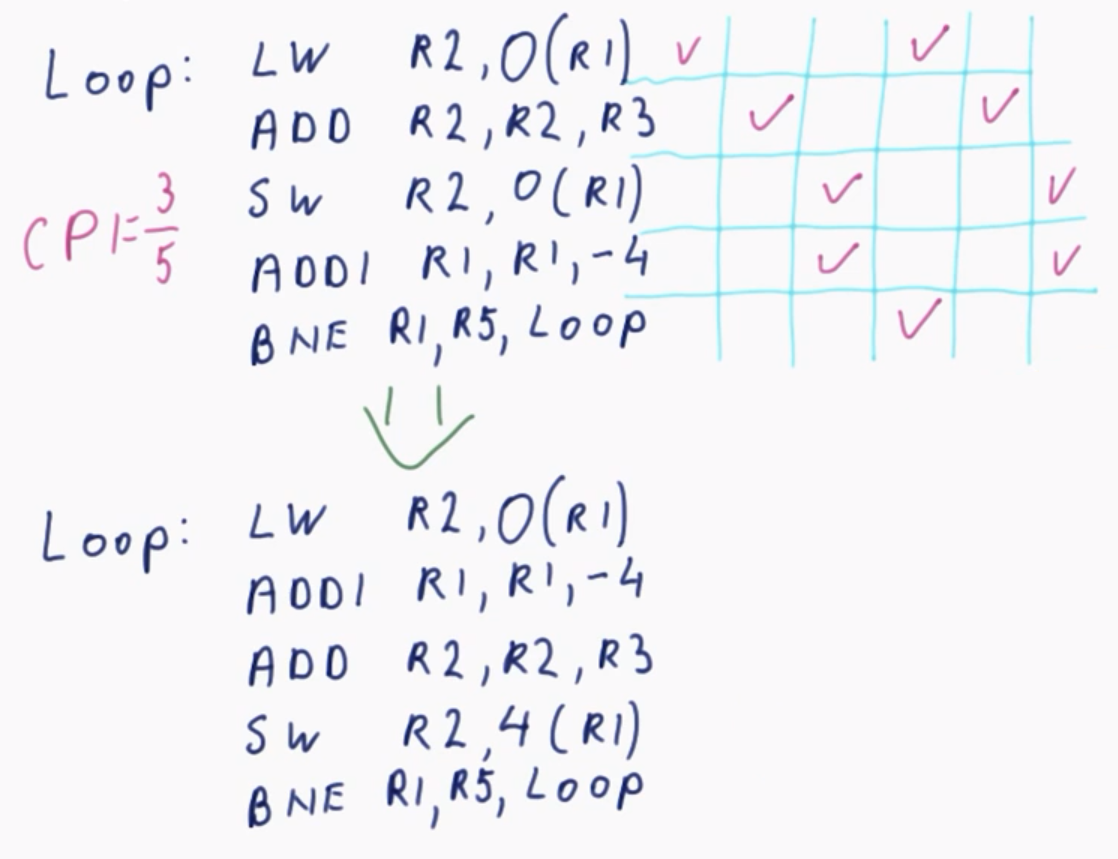 Loop: LW R2, 0(R1) ✓ ✓
ADD R2, R2, R3 ✓ ✓
SW R2, 0(R1) ✓ ✓
CPI = 3/5
ADDI R1, R1, -4 ✓ ✓
BNE R1, R5, Loop ✓
Loop: LW R2, 0(R1)
ADDI R1, R1, -4
ADD R2, R2, R3
SW R2, 4(R1)
BNE R1, R5, Loop